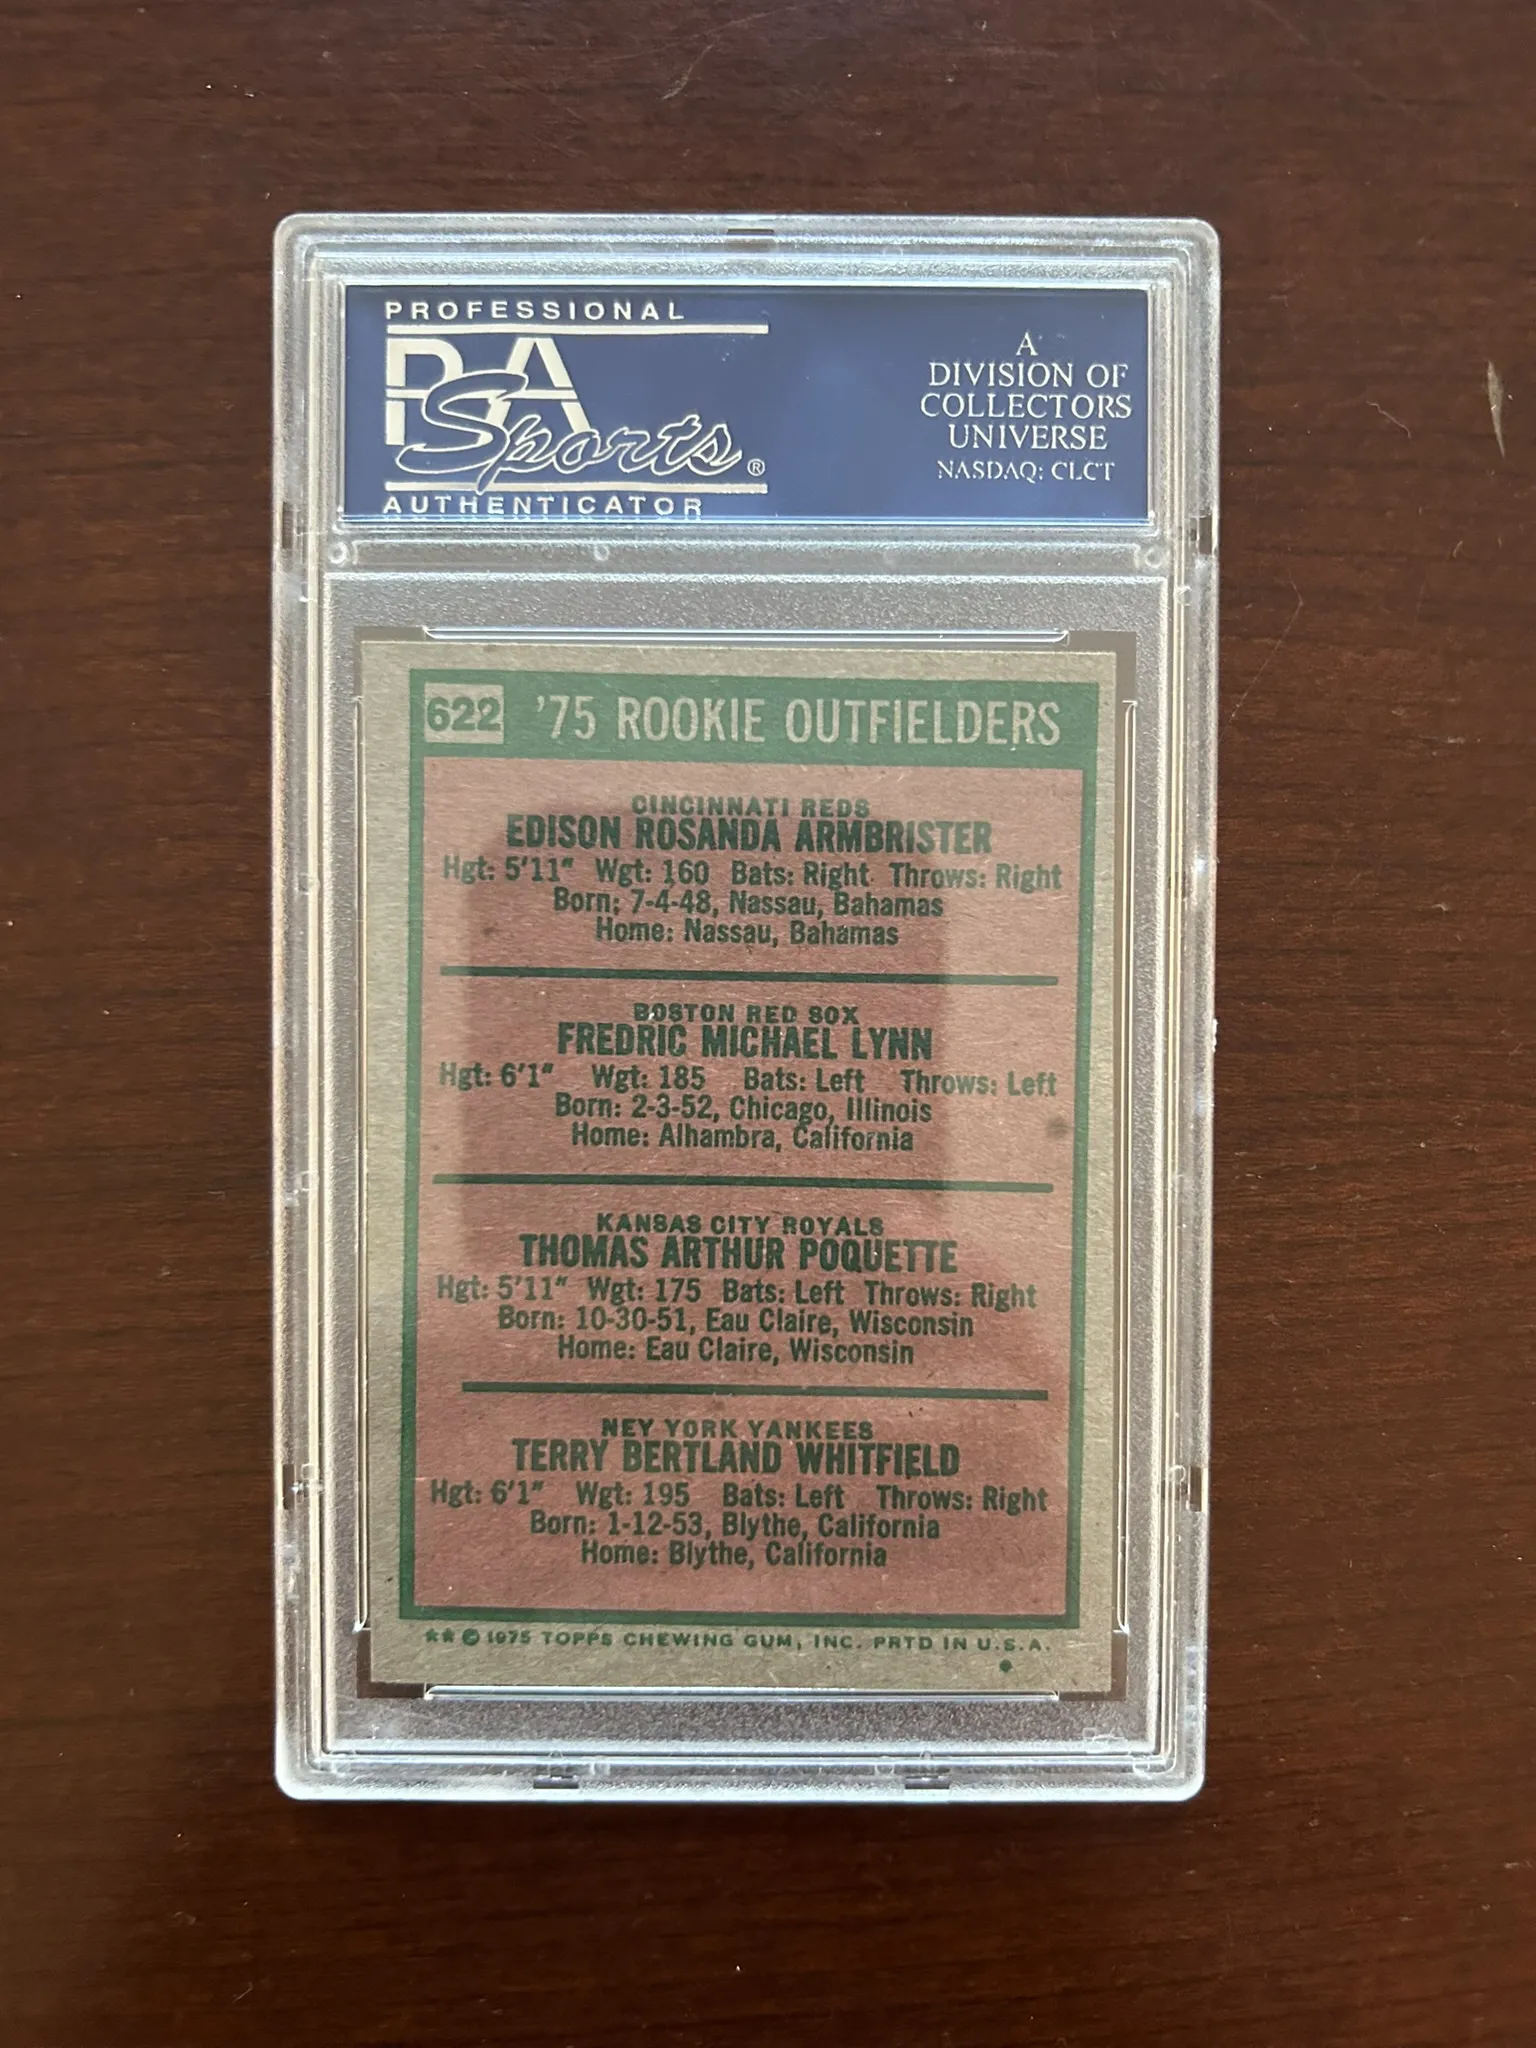 PROFESSIONAL
PSA
Sports®
AUTHENTICATOR
A
DIVISION OF
COLLECTORS
UNIVERSE
NASDAQ: CLCT
622 '75 ROOKIE OUTFIELDERS
CINCINNATI REDS
EDISON ROSANDA ARMBRISTER
Hgt: 5'11" Wgt: 160 Bats: Right Throws: Right
Born: 7-4-48, Nassau, Bahamas
Home: Nassau, Bahamas
BOSTON RED SOX
FREDRIC MICHAEL LYNN
Hgt: 6'1" Wgt: 185 Bats: Left Throws: Left
Born: 2-3-52, Chicago, Illinois
Home: Alhambra, California
KANSAS CITY ROYALS
THOMAS ARTHUR POQUETTE
Hgt: 5'11" Wgt: 175 Bats: Left Throws: Right
Born: 10-30-51, Eau Claire, Wisconsin
Home: Eau Claire, Wisconsin
NEY YORK YANKEES
TERRY BERTLAND WHITFIELD
Hgt: 6'1" Wgt: 195 Bats: Left Throws: Right
Born: 1-12-53, Blythe, California
Home: Blythe, California
** © 1975 TOPPS CHEWING GUM, INC. PRTD IN U.S.A.